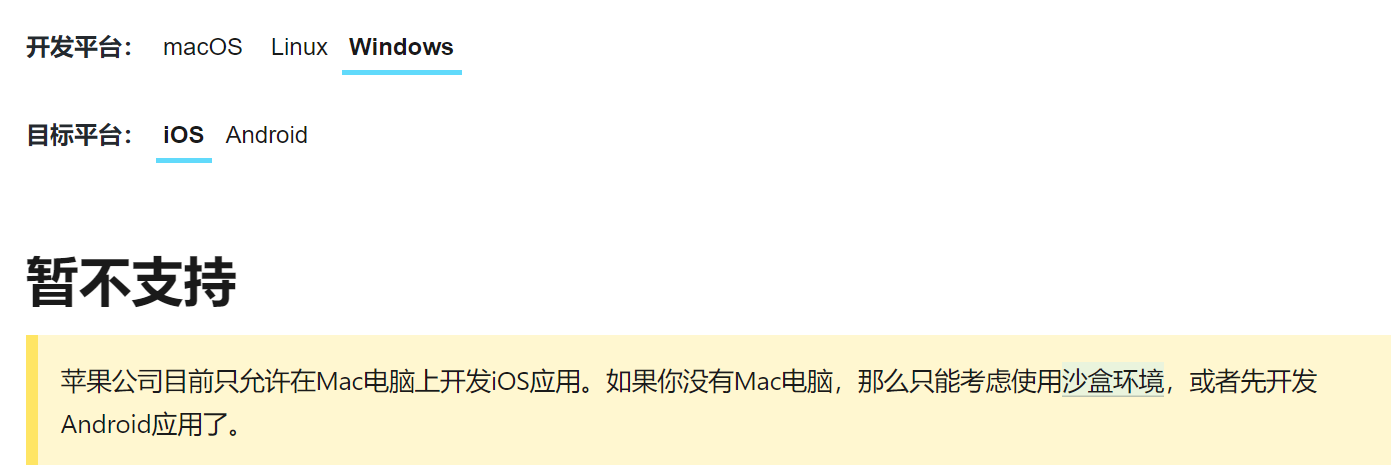 开发平台： macOS Linux Windows
目标平台： iOS Android
暂不支持
苹果公司目前只允许在Mac电脑上开发iOS应用。如果你没有Mac电脑，那么只能考虑使用沙盒环境，或者先开发
Android应用了。